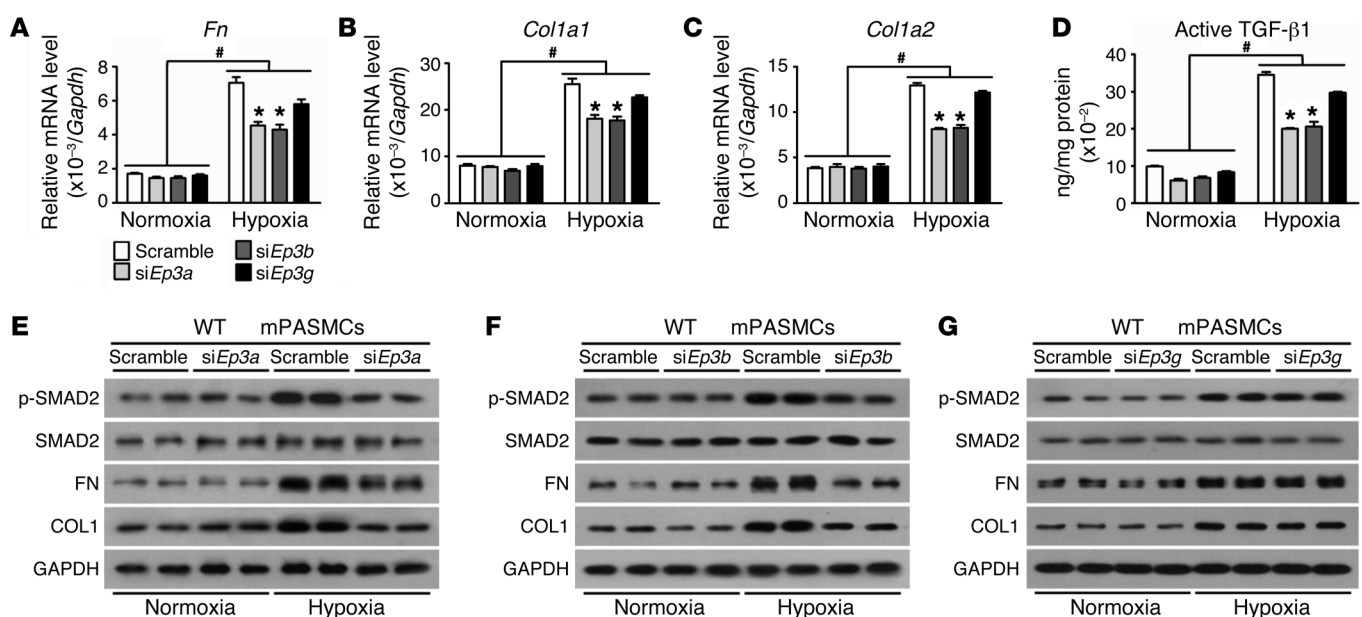 A
Fn
Relative mRNA level
(x10⁻³/Gapdh)
#
8
6
4
2
0
* *
Normoxia Hypoxia
B
Col1a1
Relative mRNA level
(x10⁻³/Gapdh)
#
30
20
10
0
* *
Normoxia Hypoxia
C
Col1a2
Relative mRNA level
(x10⁻³/Gapdh)
#
15
10
5
0
* *
Normoxia Hypoxia
D
Active TGF-β1
ng/mg protein
(x10⁻²)
#
40
30
20
10
0
* *
Normoxia Hypoxia
Scramble siEp3b
siEp3a siEp3g
E
WT mPASMCs
Scramble siEp3a Scramble siEp3a
p-SMAD2
SMAD2
FN
COL1
GAPDH
Normoxia Hypoxia
F
WT mPASMCs
Scramble siEp3b Scramble siEp3b
p-SMAD2
SMAD2
FN
COL1
GAPDH
Normoxia Hypoxia
G
WT mPASMCs
Scramble siEp3g Scramble siEp3g
p-SMAD2
SMAD2
FN
COL1
GAPDH
Normoxia Hypoxia